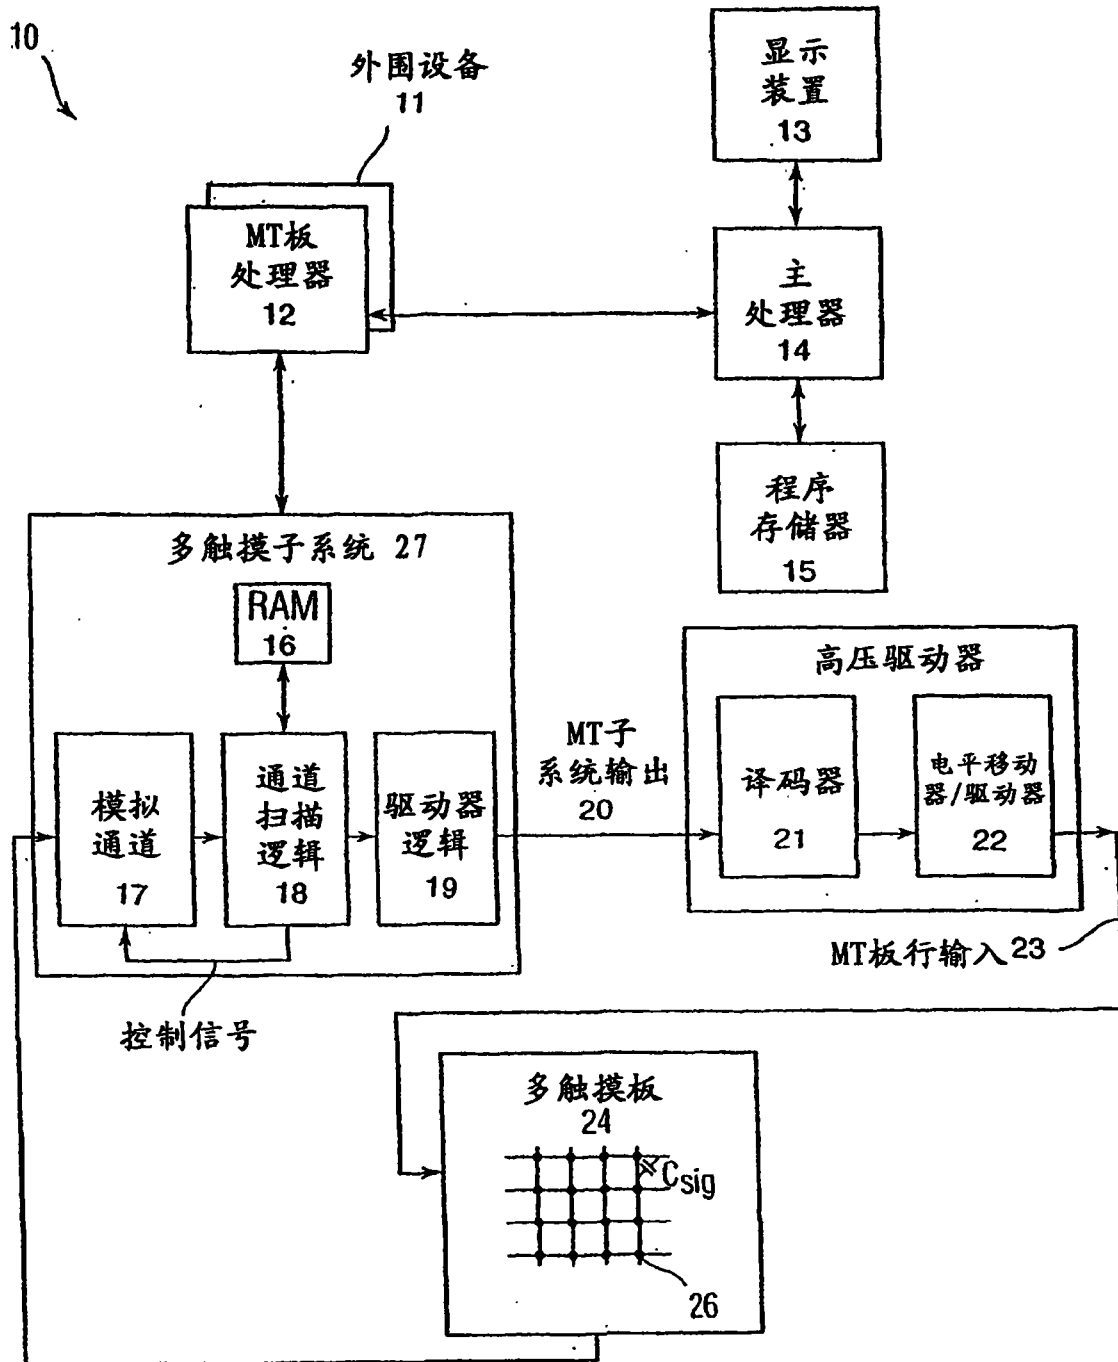 10
外围设备
11
显示
装置
13
MT板
处理器
12
主
处理器
14
程序
存储器
15
多触摸子系统 27
RAM
16
模拟
通道
17
通道
扫描
逻辑
18
驱动器
逻辑
19
控制信号
MT子
系统输出
20
高压驱动器
译码器
21
电平移动
器/驱动器
22
MT板行输入 23
多触摸板
24
Csig
26